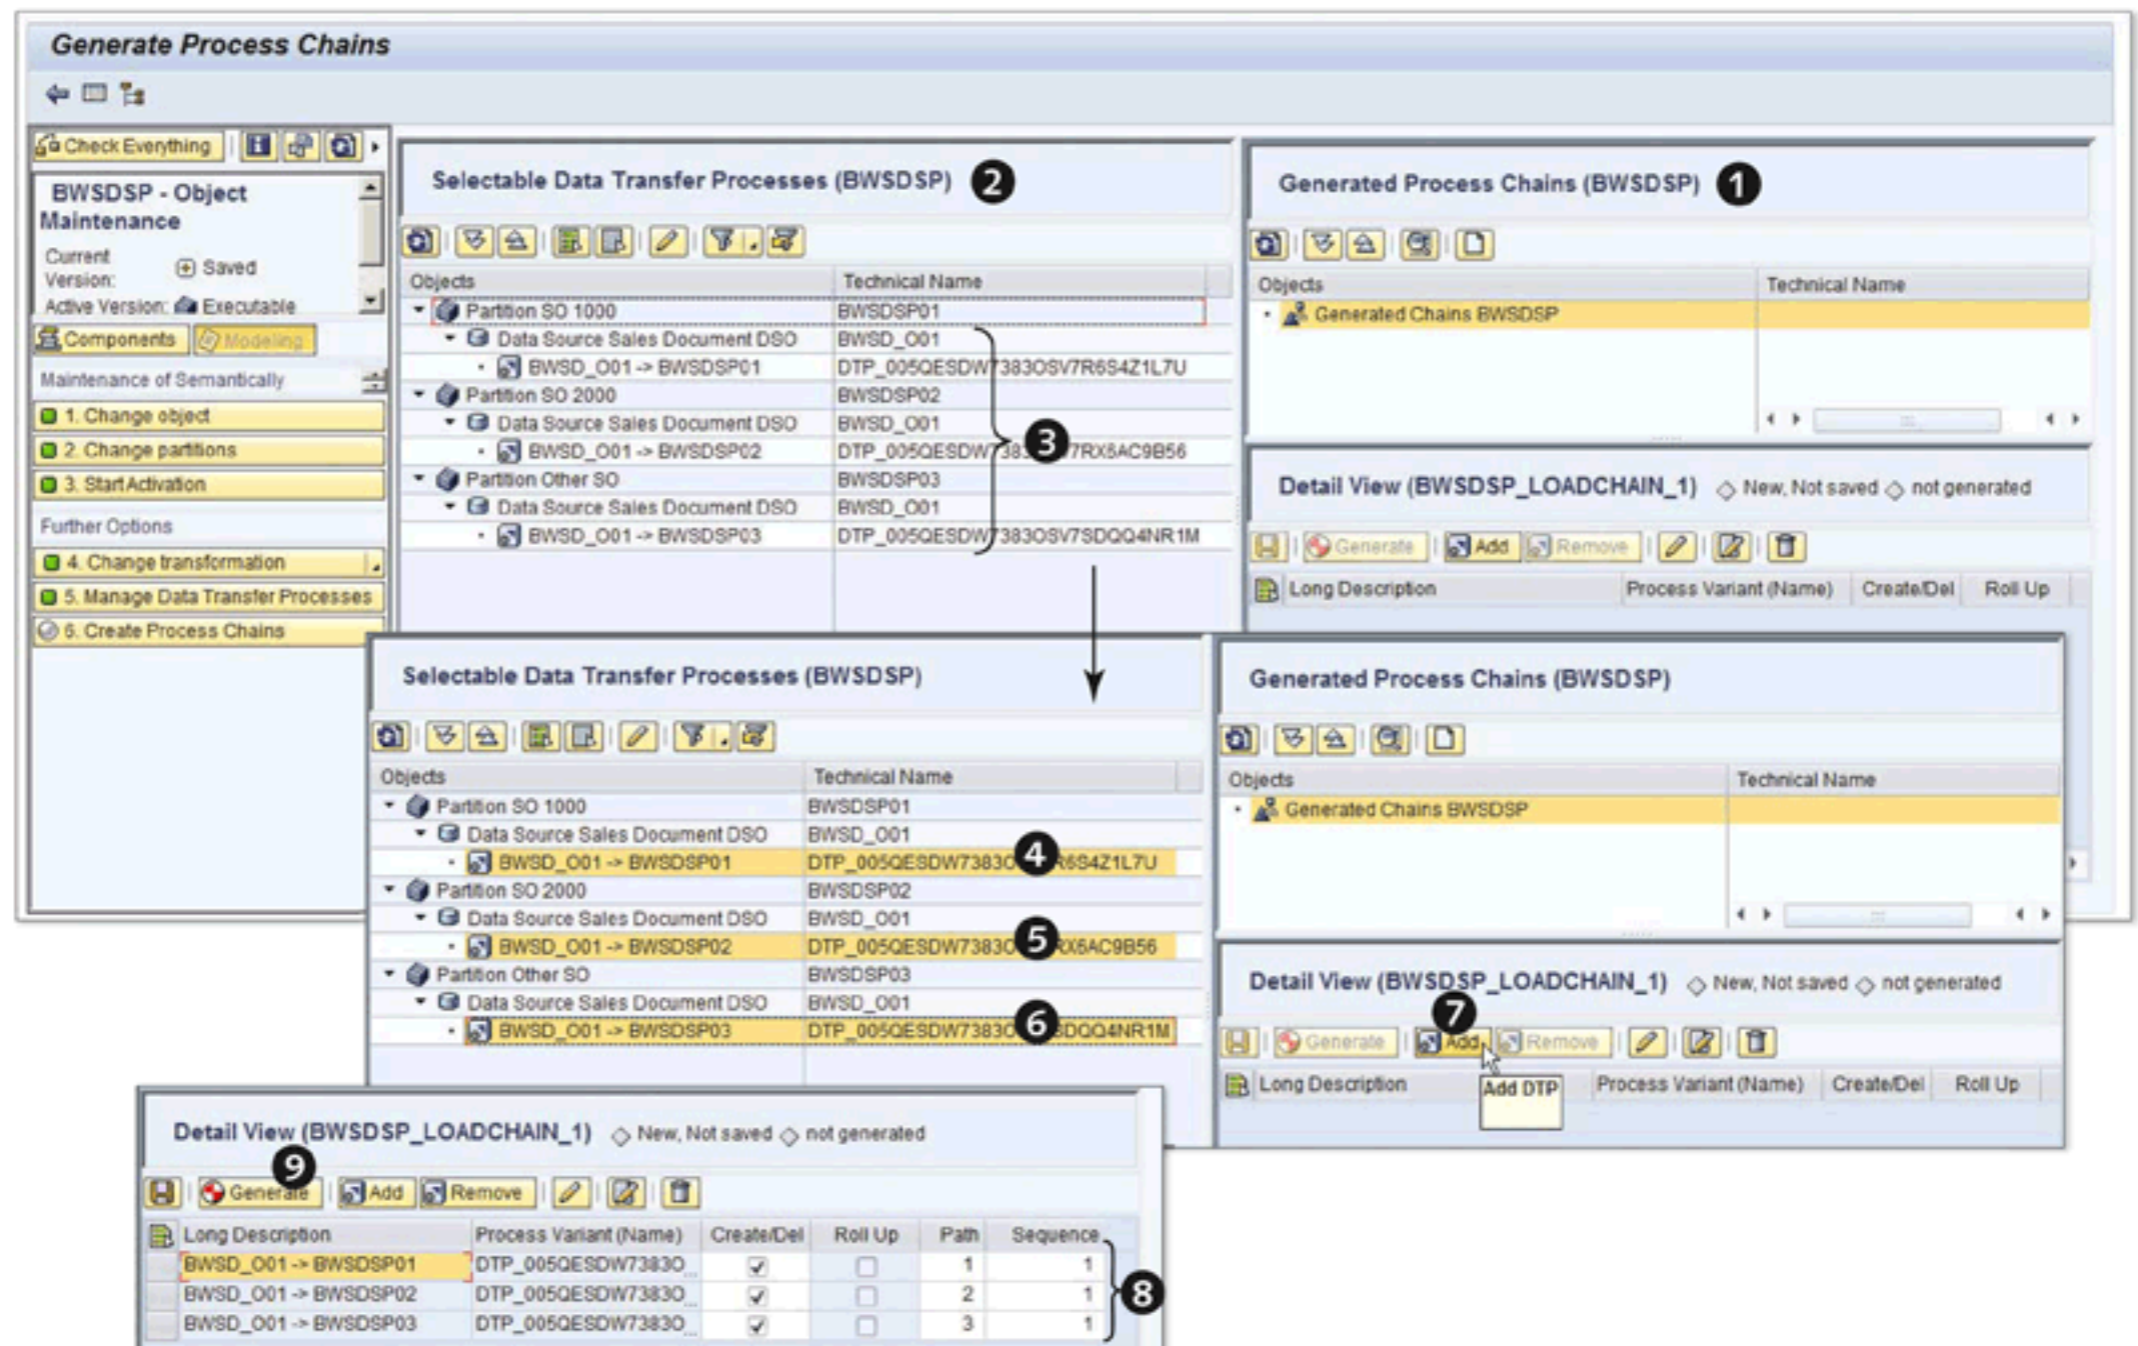 Generate Process Chains
Check Everything
BWSDSP - Object
Maintenance
Current
Version:
Saved
Active Version:
Executable
Components
Modeling
Maintenance of Semantically
1. Change object
2. Change partitions
3. Start Activation
Further Options
4. Change transformation
5. Manage Data Transfer Processes
6. Create Process Chains
Selectable Data Transfer Processes (BWSDSP) 2
Objects Technical Name
Partition SO 1000 BWSDSP01
Data Source Sales Document DSO BWSD_O01
BWSD_O01 -> BWSDSP01 DTP_005QESDW7383OSV7R6S4Z1L7U
Partition SO 2000 BWSDSP02
Data Source Sales Document DSO BWSD_O01
BWSD_O01 -> BWSDSP02 DTP_005QESDW738 7RX6AC9B56
3
Partition Other SO BWSDSP03
Data Source Sales Document DSO BWSD_O01
BWSD_O01 -> BWSDSP03 DTP_005QESDW7383OSV7SDQQ4NR1M
Generated Process Chains (BWSDSP) 1
Objects Technical Name
Generated Chains BWSDSP
Detail View (BWSDSP_LOADCHAIN_1) New, Not saved not generated
Generate Add Remove
Long Description Process Variant (Name) Create/Del Roll Up
Selectable Data Transfer Processes (BWSDSP)
Objects Technical Name
Partition SO 1000 BWSDSP01
Data Source Sales Document DSO BWSD_O01
BWSD_O01 -> BWSDSP01 DTP_005QESDW7383O 4 R6S4Z1L7U
Partition SO 2000 BWSDSP02
Data Source Sales Document DSO BWSD_O01
BWSD_O01 -> BWSDSP02 DTP_005QESDW7383O 5 RX6AC9B56
Partition Other SO BWSDSP03
Data Source Sales Document DSO BWSD_O01
BWSD_O01 -> BWSDSP03 DTP_005QESDW7383O 6 SDQQ4NR1M
Generated Process Chains (BWSDSP)
Objects Technical Name
Generated Chains BWSDSP
Detail View (BWSDSP_LOADCHAIN_1) New, Not saved not generated
7
Generate Add Remove
Long Description Process Variant (Name) Create/Del Roll Up
Add DTP
Detail View (BWSDSP_LOADCHAIN_1) New, Not saved not generated
9
Generate Add Remove
Long Description Process Variant (Name) Create/Del Roll Up Path Sequence
BWSD_O01 -> BWSDSP01 DTP_005QESDW7383O... 1 1
BWSD_O01 -> BWSDSP02 DTP_005QESDW7383O... 2 1
8
BWSD_O01 -> BWSDSP03 DTP_005QESDW7383O... 3 1